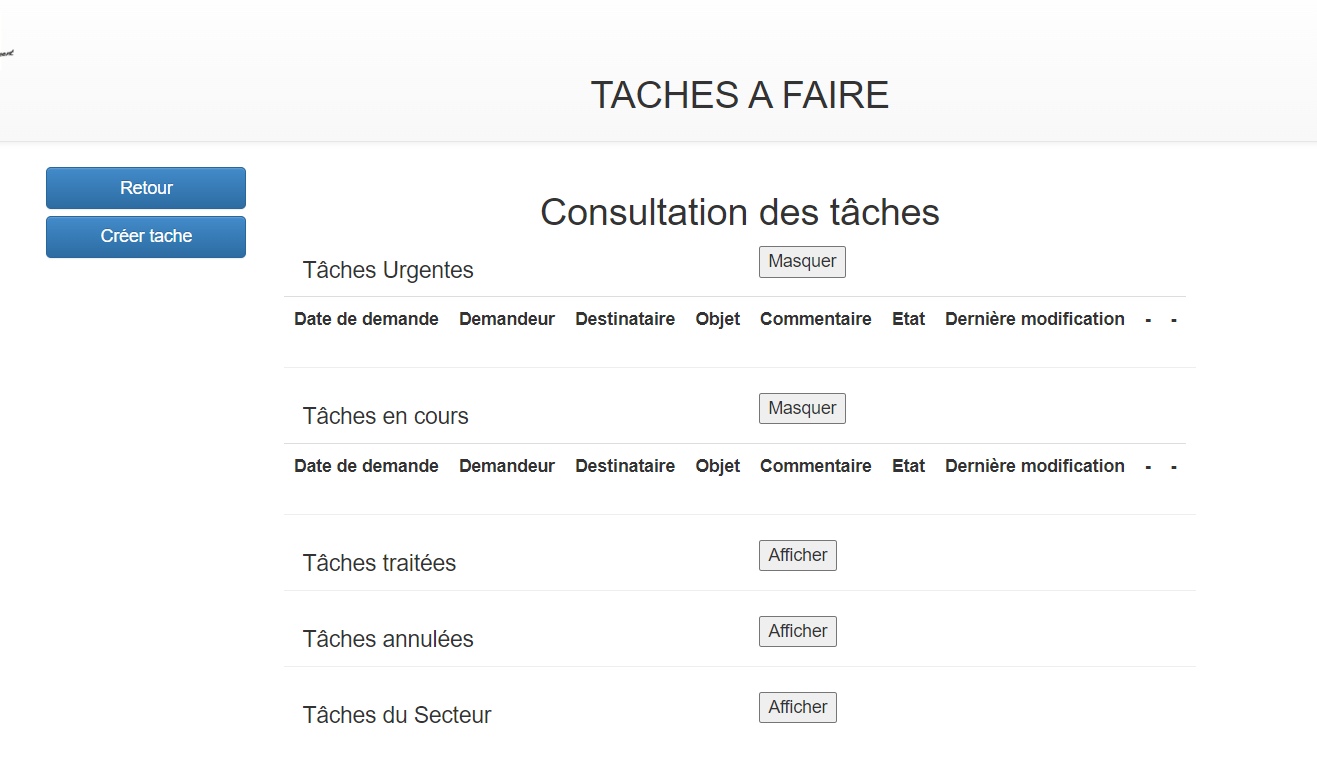 TACHES A FAIRE
Retour
Créer tache
Consultation des tâches
Tâches Urgentes Masquer
Date de demande Demandeur Destinataire Objet Commentaire Etat Dernière modification - -
Tâches en cours Masquer
Date de demande Demandeur Destinataire Objet Commentaire Etat Dernière modification - -
Tâches traitées Afficher
Tâches annulées Afficher
Tâches du Secteur Afficher